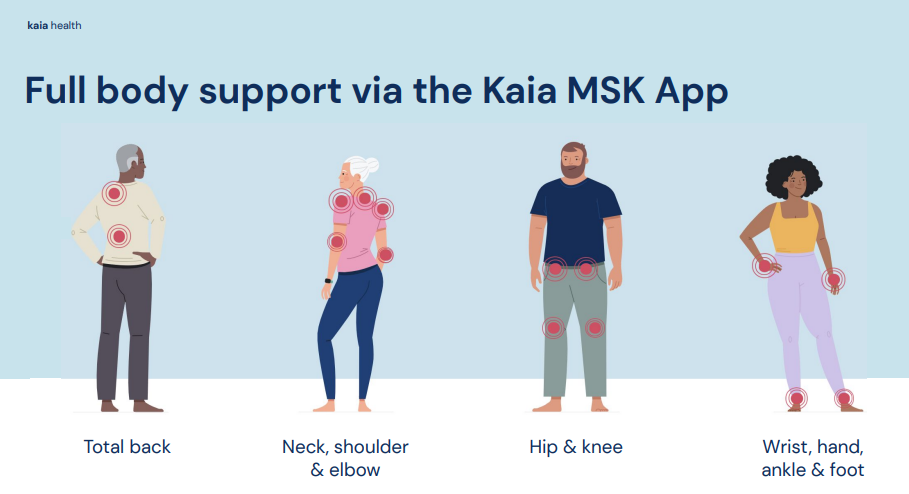 kaia health
Full body support via the Kaia MSK App
Total back
Neck, shoulder
& elbow
Hip & knee
Wrist, hand,
ankle & foot